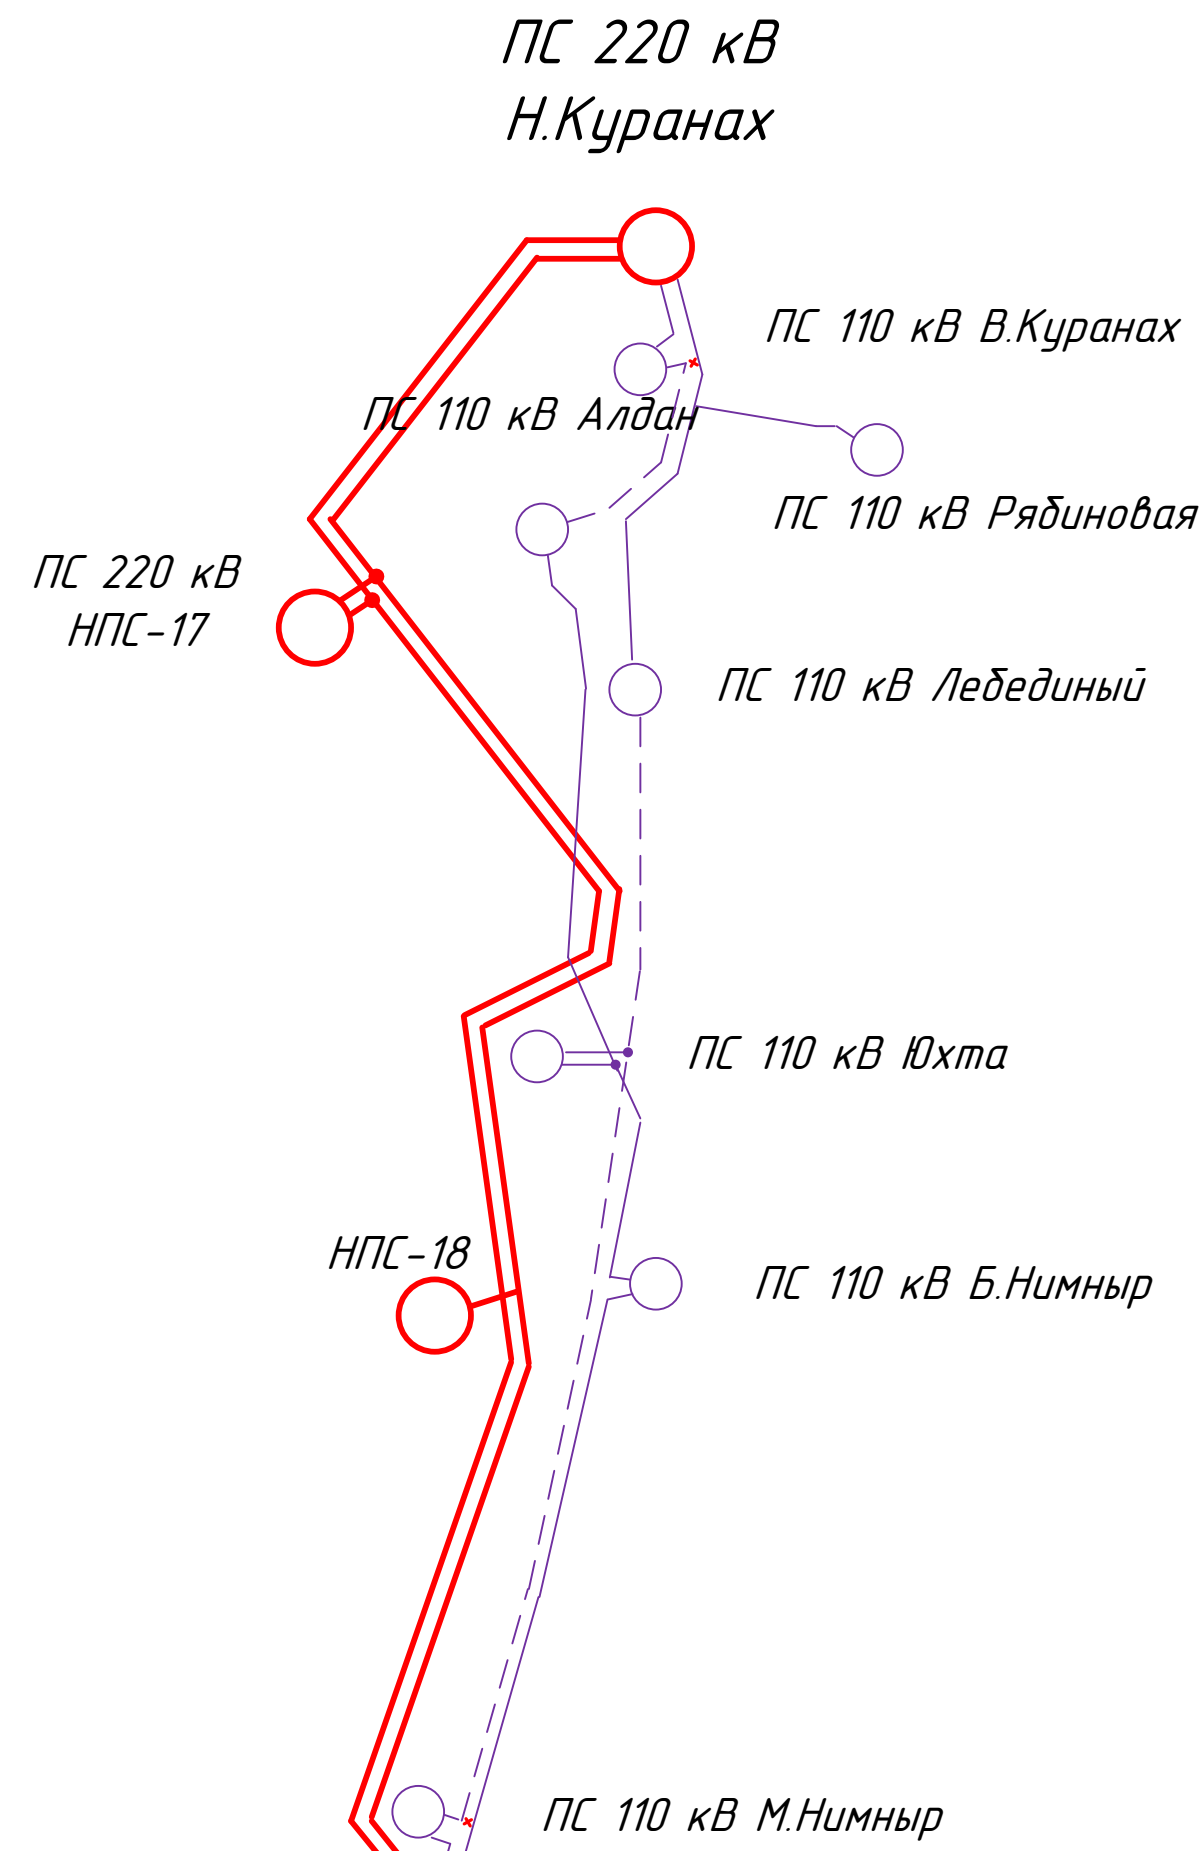 ПС 220 кВ
Н.Куранах
ПС 110 кВ В.Куранах
ПС 110 кВ Алдан
ПС 110 кВ Рябиновая
ПС 220 кВ
НПС-17
ПС 110 кВ Лебединый
ПС 110 кВ Юхта
НПС-18
ПС 110 кВ Б.Нимныр
ПС 110 кВ М.Нимныр